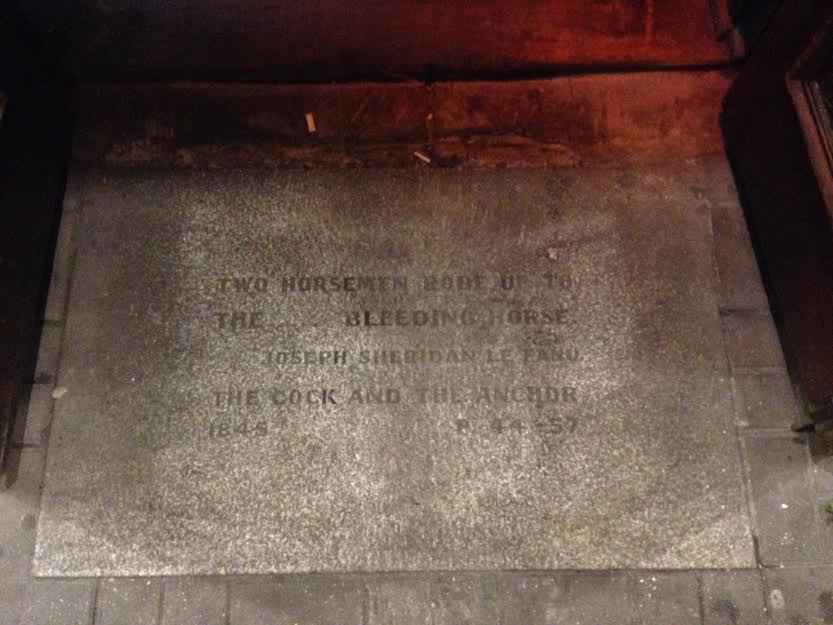 TWO HORSEMEN RODE UP TO
THE .... BLEEDING HORSE.
JOSEPH SHERIDAN LE FANU
THE COCK AND THE ANCHOR
1845 P. 44-57